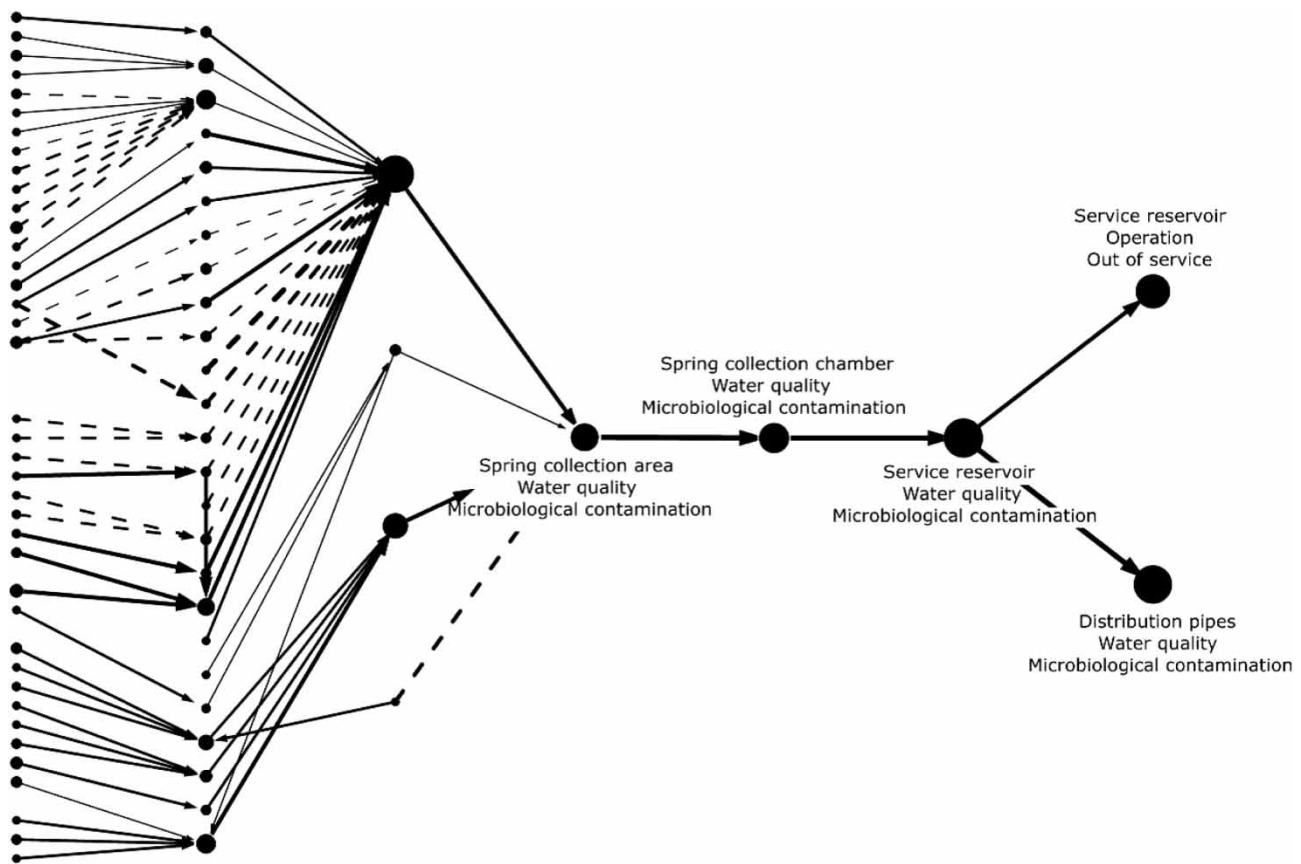 Service reservoir
Operation
Out of service
Spring collection chamber
Water quality
Microbiological contamination
Spring collection area
Water quality
Microbiological contamination
Service reservoir
Water quality
Microbiological contamination
Distribution pipes
Water quality
Microbiological contamination